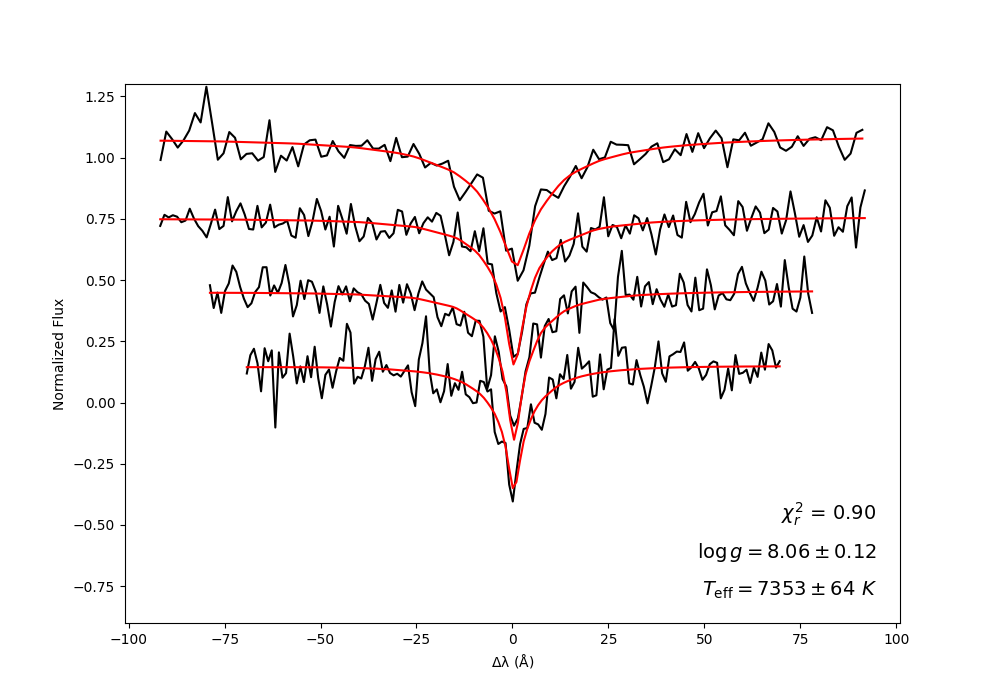 1.25
1.00
0.75
0.50
0.25
0.00
−0.25
−0.50
−0.75
Normalized Flux
χ²ᵣ = 0.90
log g = 8.06 ± 0.12
T_eff = 7353 ± 64 K
−100 −75 −50 −25 0 25 50 75 100
Δλ (Å)